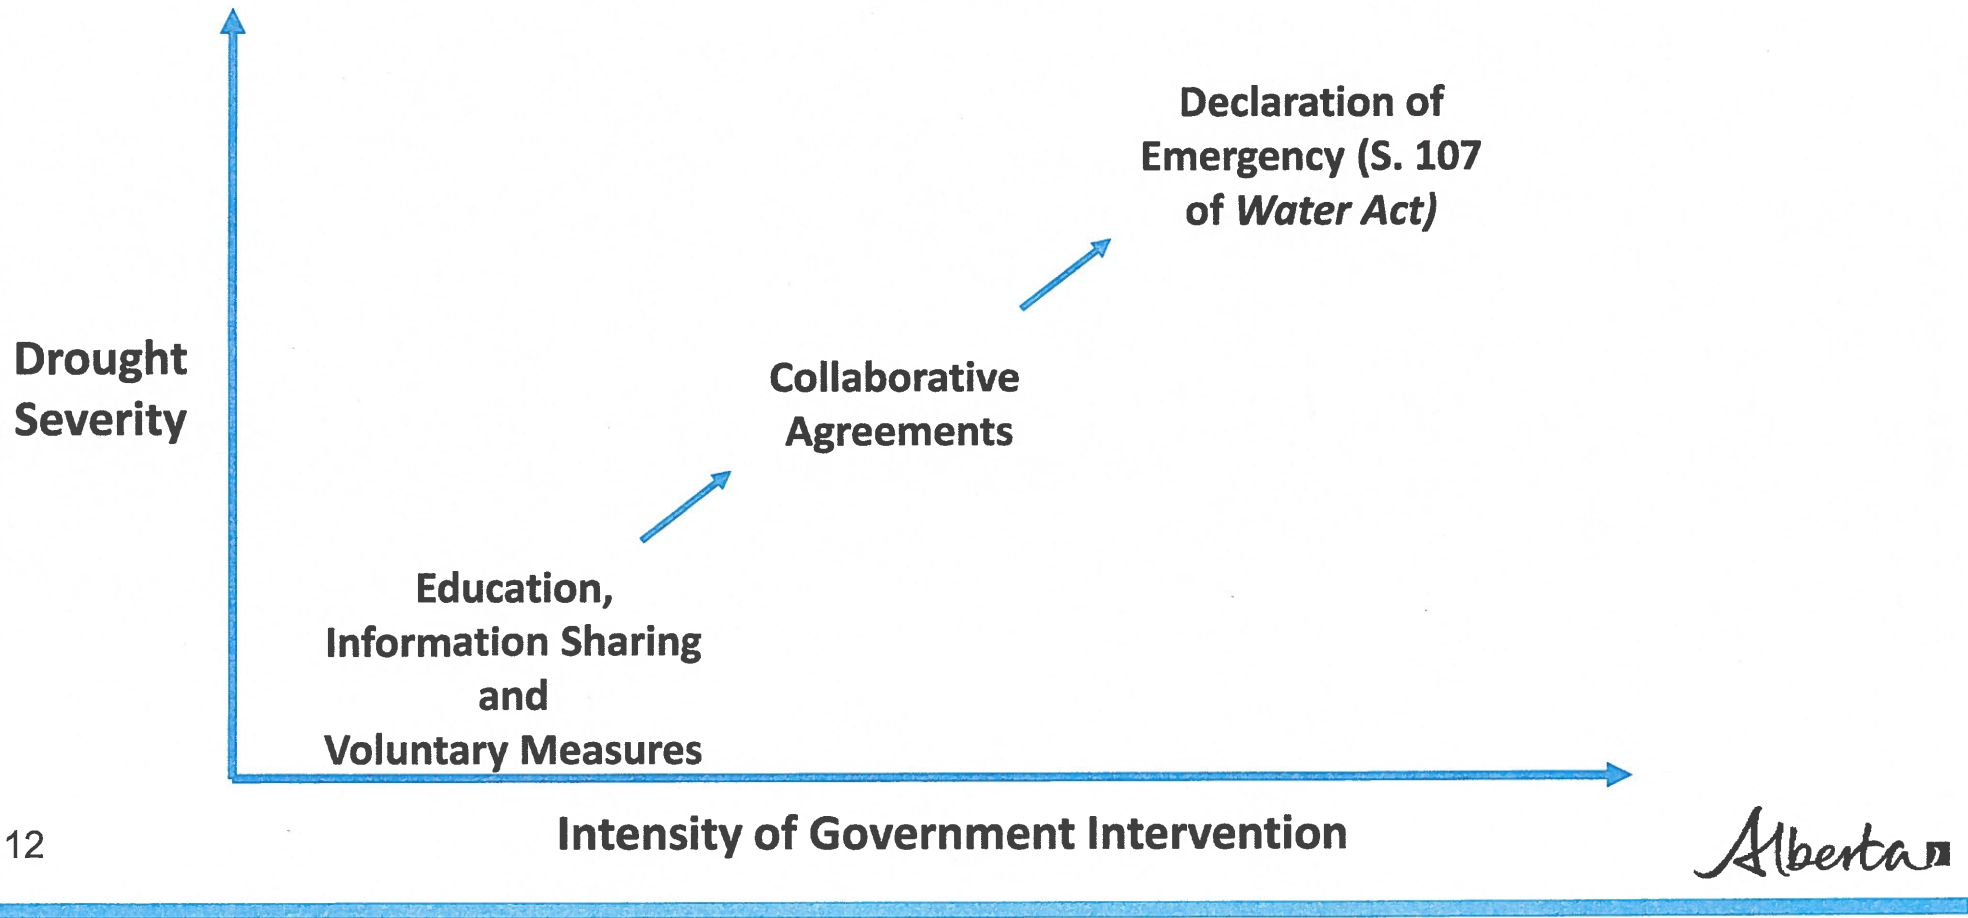 Declaration of
Emergency (S. 107
of Water Act)
Drought
Severity
Collaborative
Agreements
Education,
Information Sharing
and
Voluntary Measures
Intensity of Government Intervention
12
Alberta